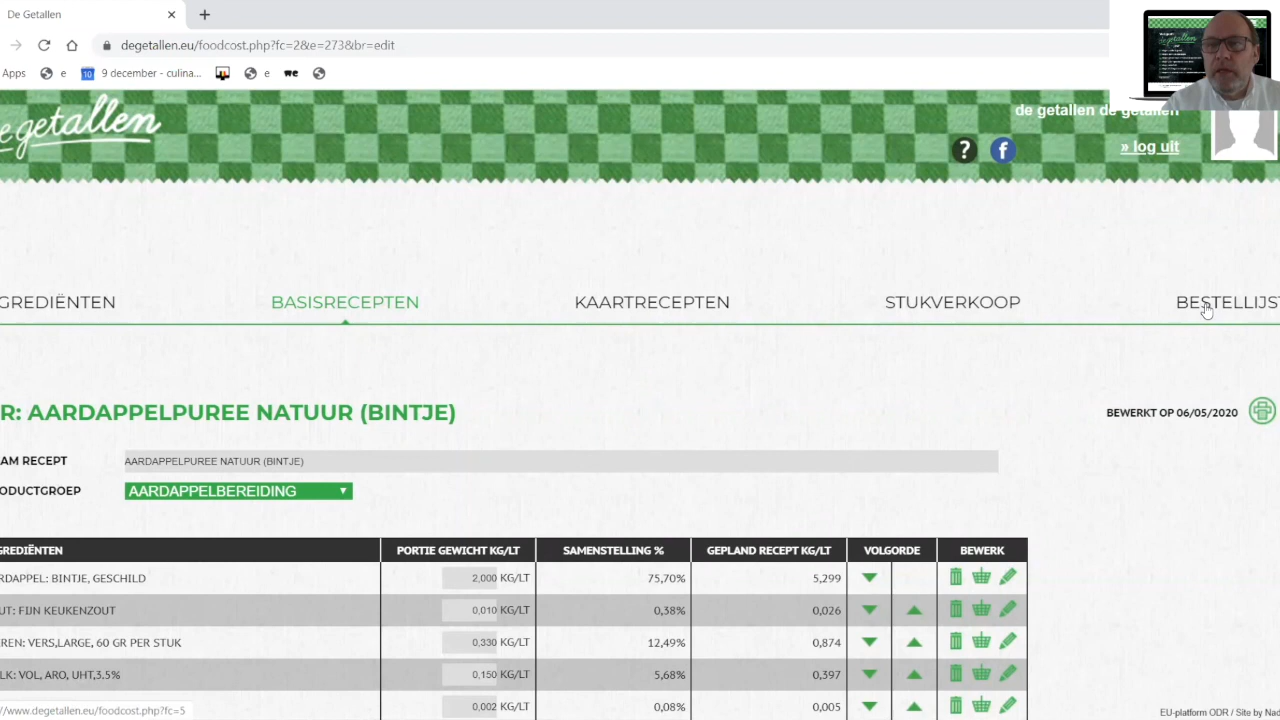 De Getallen
degetallen.eu/foodcost.php?fc=2&e=273&br=edit
Apps e 9 december - culina... e we
de getallen
de getallen de getallen
? f » log uit
GREDIËNTEN BASISRECEPTEN KAARTRECEPTEN STUKVERKOOP BESTELLIJST
R: AARDAPPELPUREE NATUUR (BINTJE) BEWERKT OP 06/05/2020
AM RECEPT AARDAPPELPUREE NATUUR (BINTJE)
ODUCTGROEP AARDAPPELBEREIDING
GREDIËNTEN PORTIE GEWICHT KG/LT SAMENSTELLING % GEPLAND RECEPT KG/LT VOLGORDE BEWERK
RDAPPEL: BINTJE, GESCHILD 2,000 KG/LT 75,70% 5,299
UT: FIJN KEUKENZOUT 0,010 KG/LT 0,38% 0,026
EREN: VERS,LARGE, 60 GR PER STUK 0,330 KG/LT 12,49% 0,874
LK: VOL, ARO, UHT,3.5% 0,150 KG/LT 5,68% 0,397
0,002 KG/LT 0,08% 0,005
//www.degetallen.eu/foodcost.php?fc=5
EU-platform ODR / Site by Nad